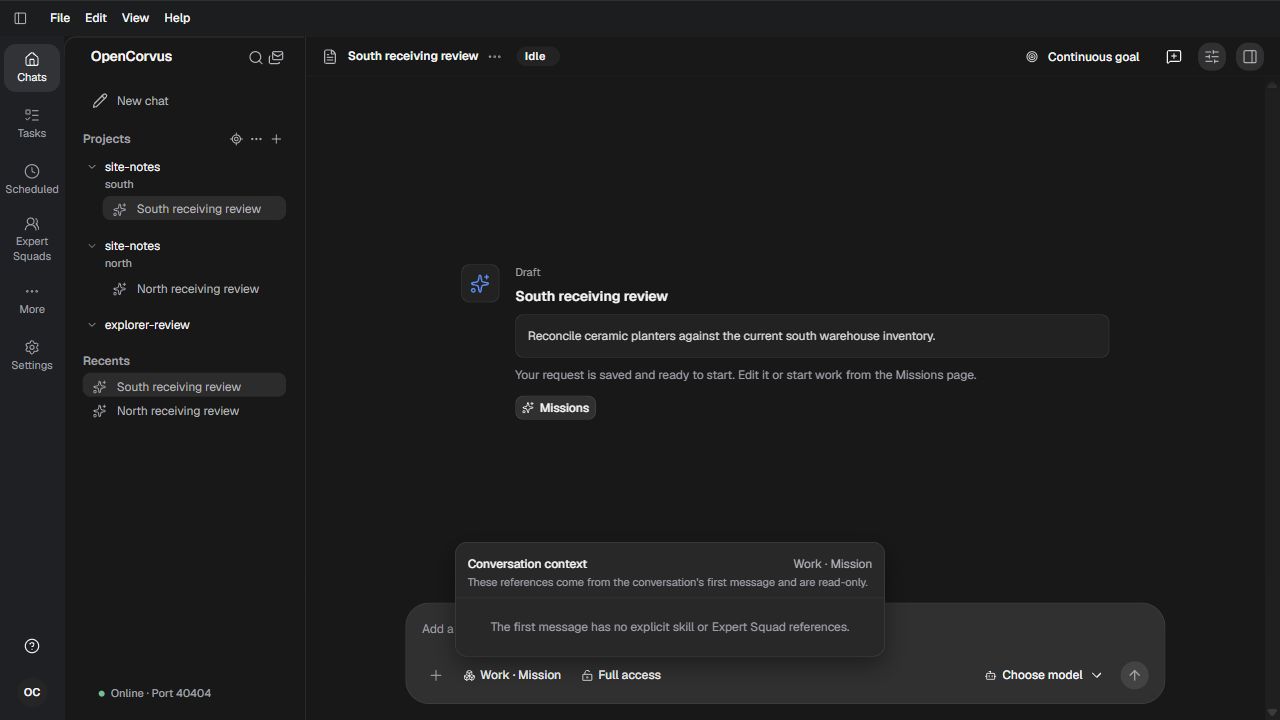 File Edit View Help
OpenCorvus
Chats
Tasks
Scheduled
Expert
Squads
More
Settings
OC
New chat
Projects
site-notes
south
South receiving review
site-notes
north
North receiving review
explorer-review
Recents
South receiving review
North receiving review
Online · Port 40404
South receiving review ··· Idle
Continuous goal
Draft
South receiving review
Reconcile ceramic planters against the current south warehouse inventory.
Your request is saved and ready to start. Edit it or start work from the Missions page.
Missions
Conversation context Work · Mission
These references come from the conversation's first message and are read-only.
The first message has no explicit skill or Expert Squad references.
Add a
Work · Mission Full access Choose model